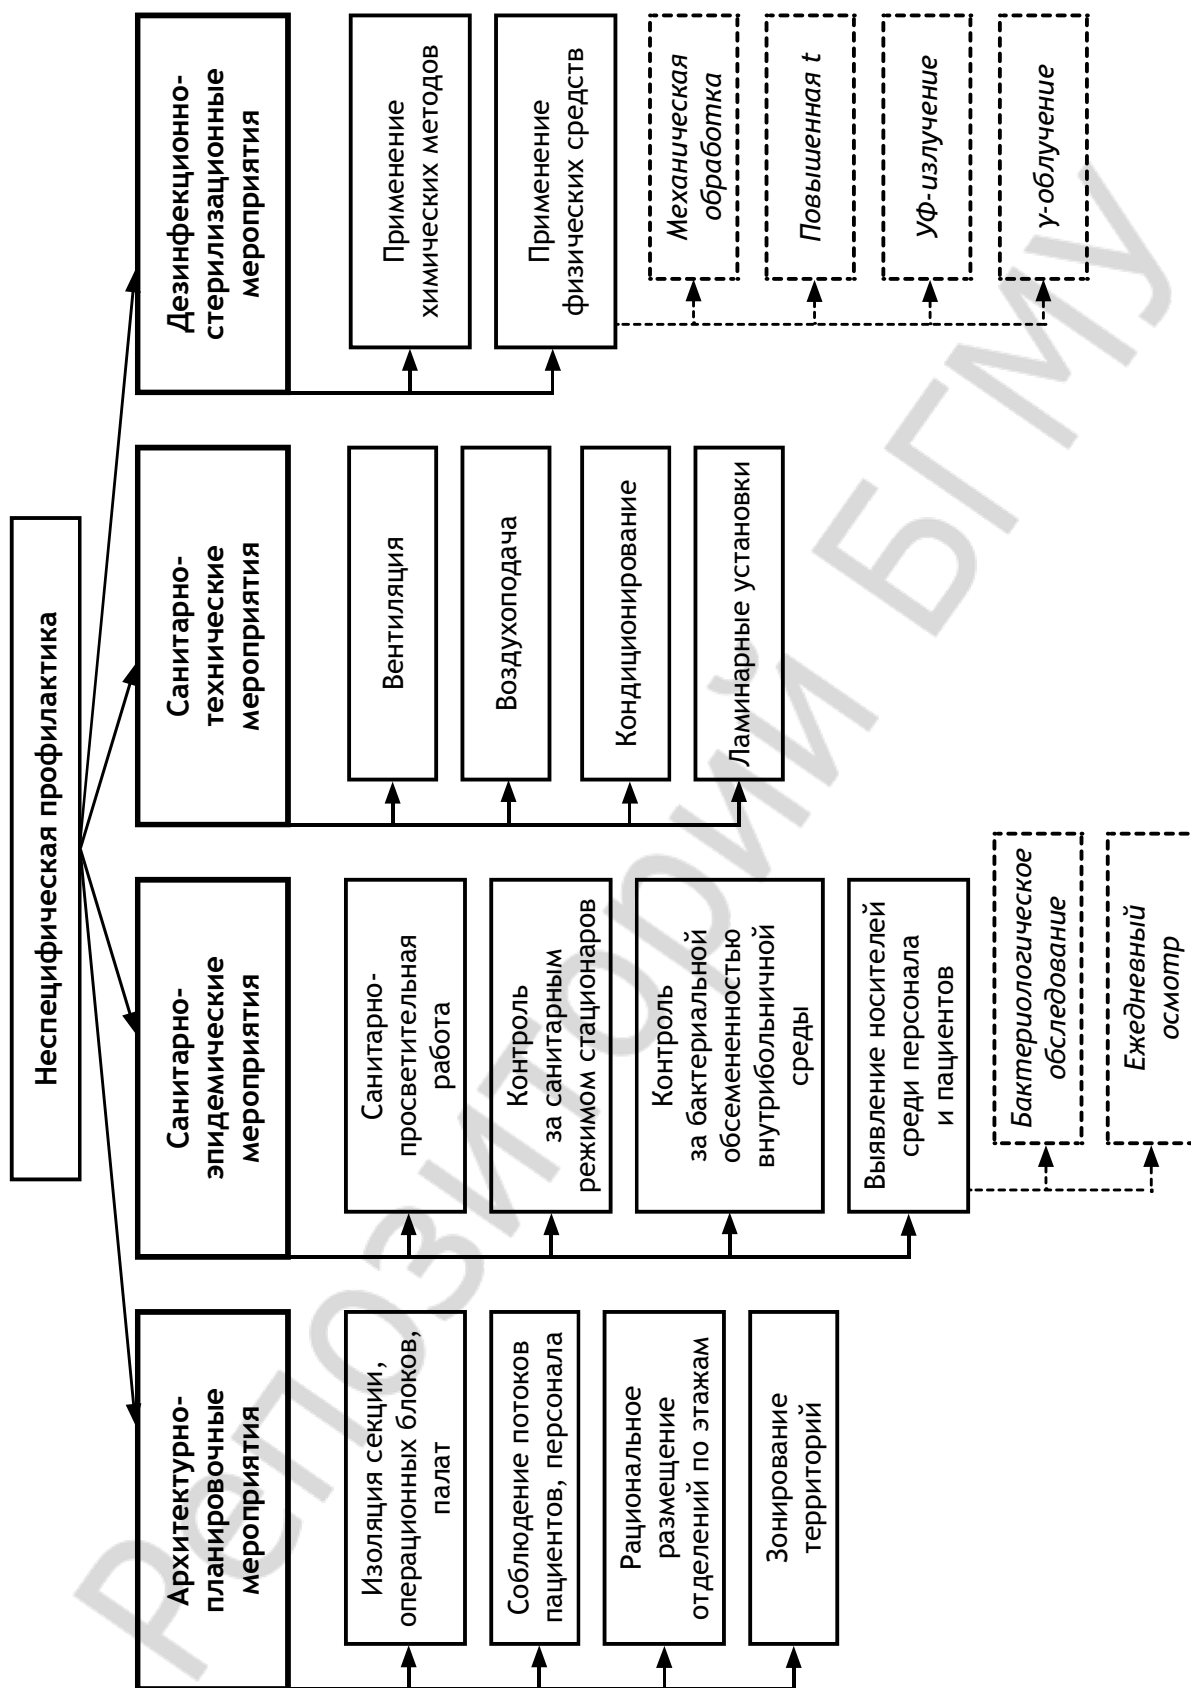 Неспецифическая профилактика
Архитектурно-
планировочные
мероприятия
Изоляция секции,
операционных блоков,
палат
Соблюдение потоков
пациентов, персонала
Рациональное
размещение
отделений по этажам
Зонирование
территорий
Санитарно-
эпидемические
мероприятия
Санитарно-
просветительная
работа
Контроль
за санитарным
режимом стационаров
Контроль
за бактериальной
обсемененностью
внутрибольничной
среды
Выявление носителей
среди персонала
и пациентов
Бактериологическое
обследование
Ежедневный
осмотр
Санитарно-
технические
мероприятия
Вентиляция
Воздухоподача
Кондиционирование
Ламинарные установки
Дезинфекционно-
стерилизационные
мероприятия
Применение
химических методов
Применение
физических средств
Механическая
обработка
Повышенная t
УФ-излучение
γ-облучение
Репозиторий БГМУ